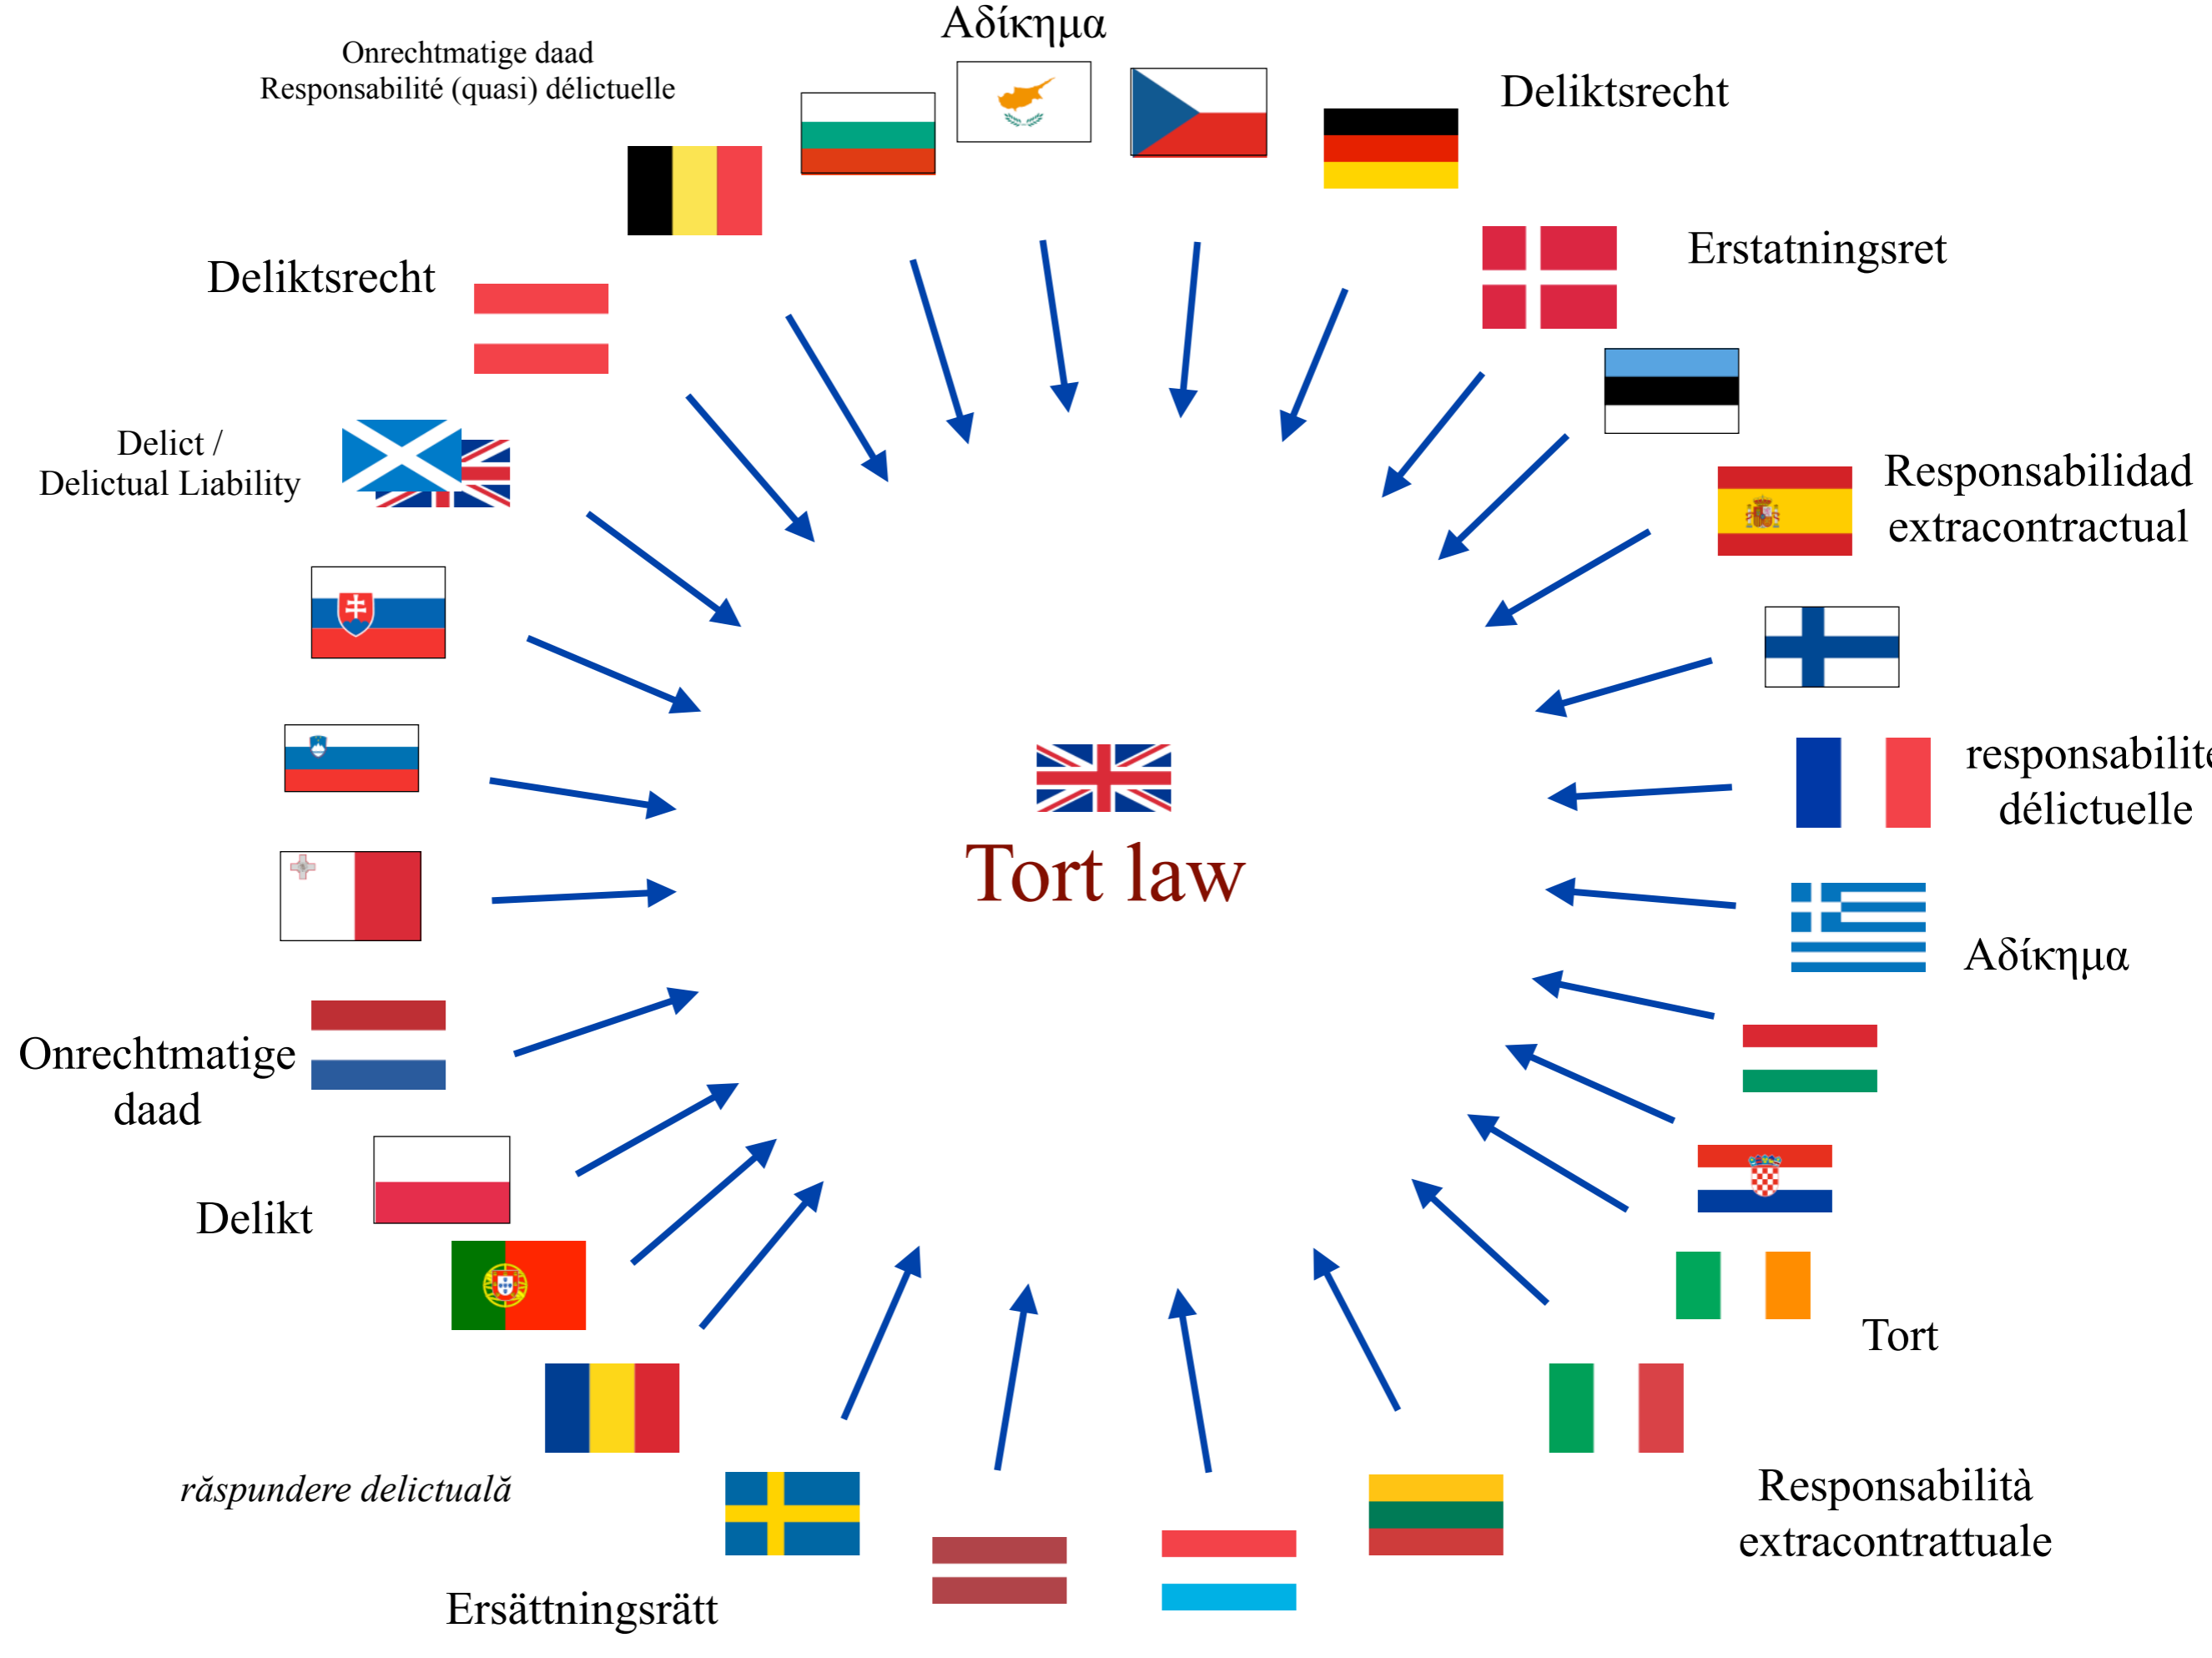 Αδίκημα
Onrechtmatige daad
Responsabilité (quasi) délictuelle
Deliktsrecht
Erstatningsret
Deliktsrecht
Delict /
Delictual Liability
Responsabilidad
extracontractual
responsabilité
délictuelle
Tort law
Αδίκημα
Onrechtmatige
daad
Delikt
Tort
răspundere delictuală
Responsabilità
extracontrattuale
Ersättningsrätt